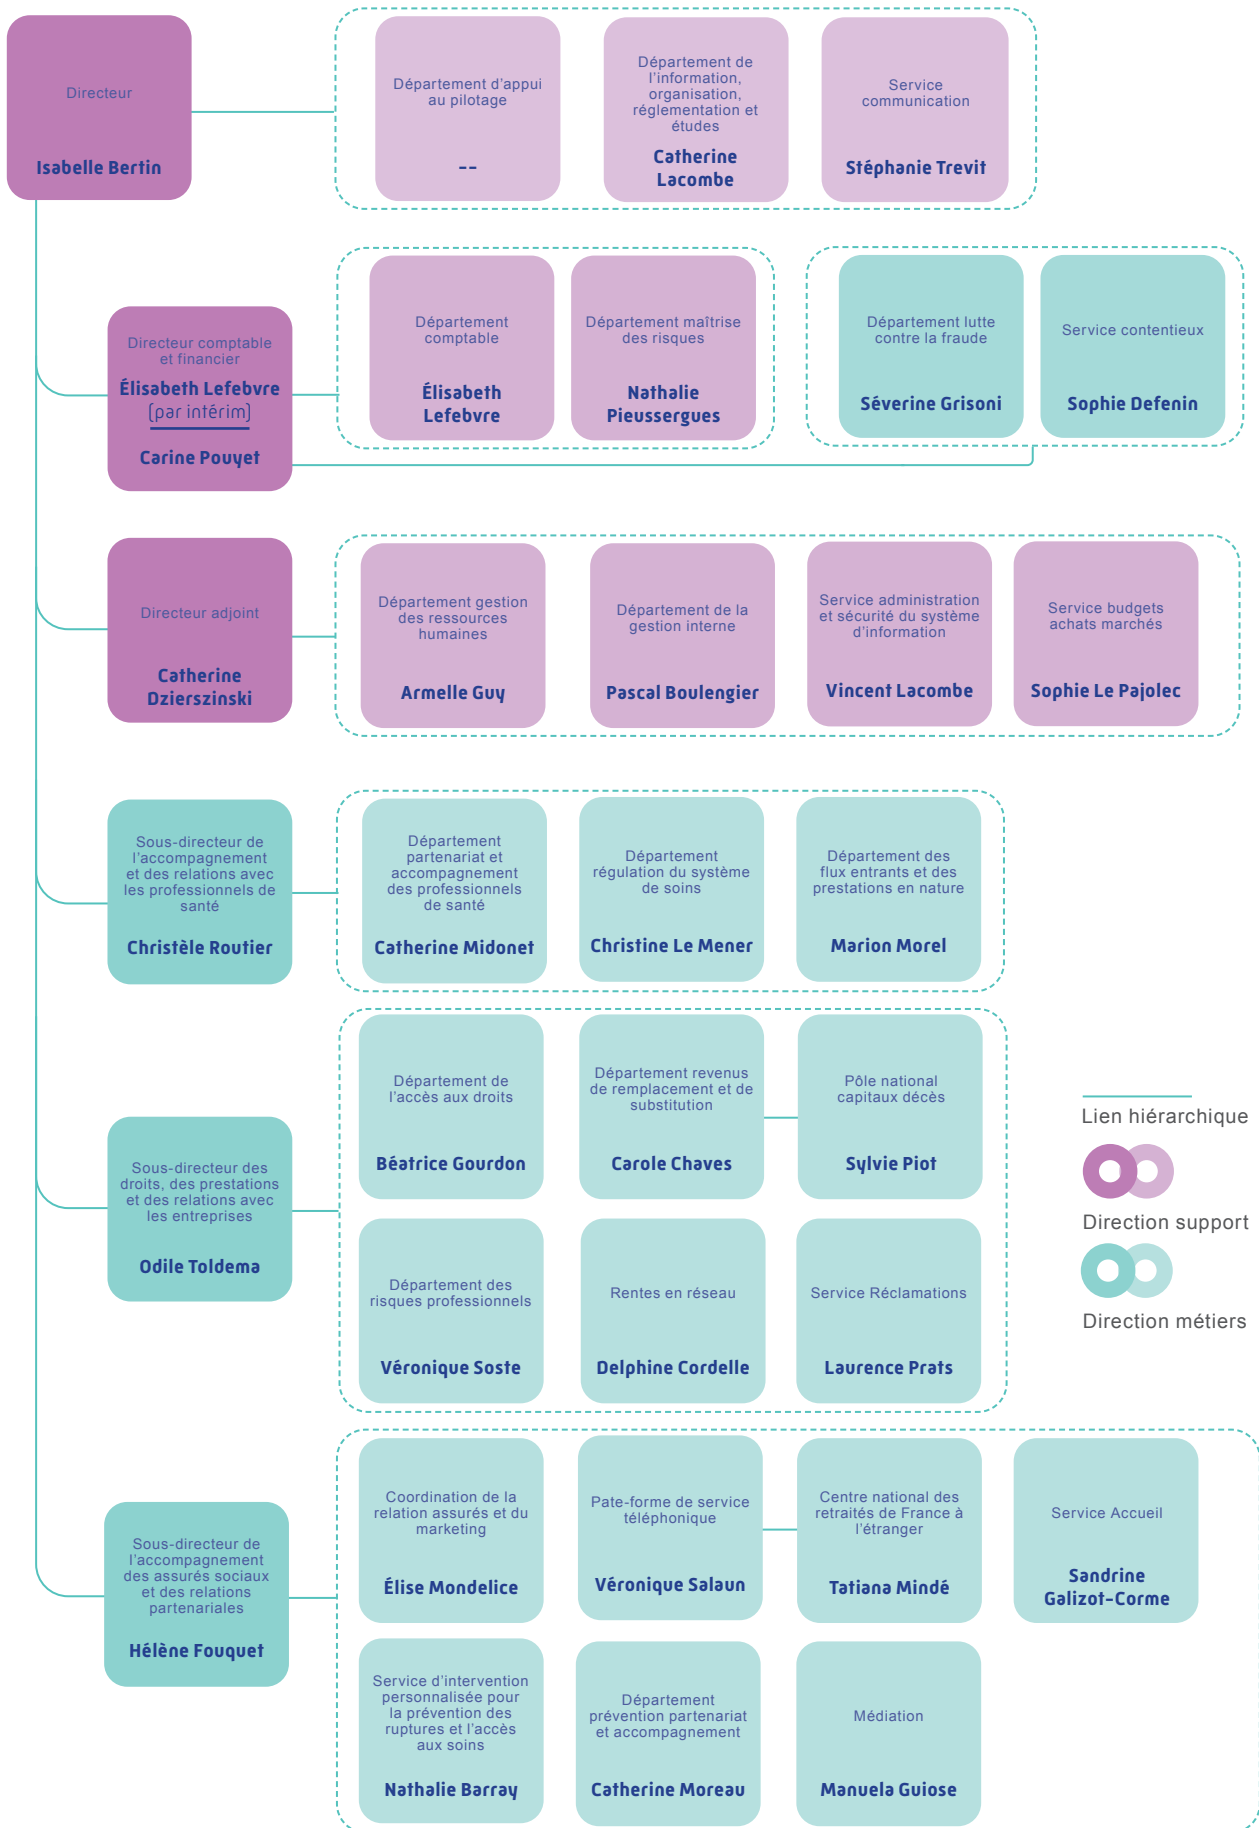 Directeur
Isabelle Bertin
Département d'appui
au pilotage
--
Département de
l'information,
organisation,
réglementation et
études
Catherine
Lacombe
Service
communication
Stéphanie Trevit
Directeur comptable
et financier
Élisabeth Lefebvre
(par intérim)
Carine Pouyet
Département
comptable
Élisabeth
Lefebvre
Département maîtrise
des risques
Nathalie
Pieussergues
Département lutte
contre la fraude
Séverine Grisoni
Service contentieux
Sophie Defenin
Directeur adjoint
Catherine
Dzierszinski
Département gestion
des ressources
humaines
Armelle Guy
Département de la
gestion interne
Pascal Boulengier
Service administration
et sécurité du système
d'information
Vincent Lacombe
Service budgets
achats marchés
Sophie Le Pajolec
Sous-directeur de
l'accompagnement
et des relations avec
les professionnels de
santé
Christèle Routier
Département
partenariat et
accompagnement
des professionnels
de santé
Catherine Midonet
Département
régulation du système
de soins
Christine Le Mener
Département des
flux entrants et des
prestations en nature
Marion Morel
Sous-directeur des
droits, des prestations
et des relations avec
les entreprises
Odile Toldema
Département de
l'accès aux droits
Béatrice Gourdon
Département revenus
de remplacement et de
substitution
Carole Chaves
Pôle national
capitaux décès
Sylvie Piot
Département des
risques professionnels
Véronique Soste
Rentes en réseau
Delphine Cordelle
Service Réclamations
Laurence Prats
Lien hiérarchique
Direction support
Direction métiers
Sous-directeur de
l'accompagnement
des assurés sociaux
et des relations
partenariales
Hélène Fouquet
Coordination de la
relation assurés et du
marketing
Élise Mondelice
Pate-forme de service
téléphonique
Véronique Salaun
Centre national des
retraités de France à
l'étranger
Tatiana Mindé
Service Accueil
Sandrine
Galizot-Corme
Service d'intervention
personnalisée pour
la prévention des
ruptures et l'accès
aux soins
Nathalie Barray
Département
prévention partenariat
et accompagnement
Catherine Moreau
Médiation
Manuela Guiose